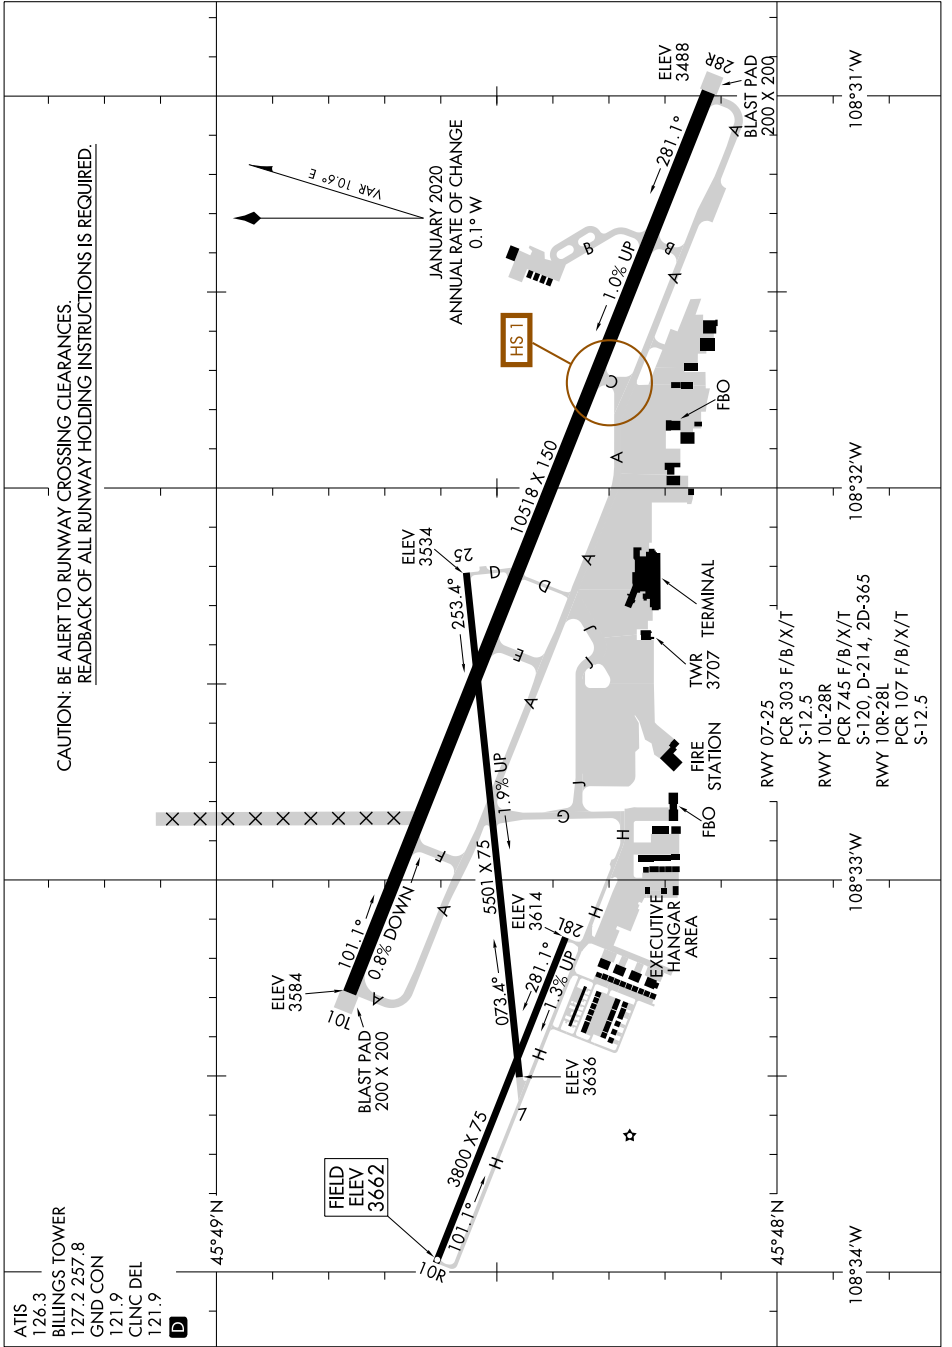 ATIS
126.3
BILLINGS TOWER
127.2 257.8
GND CON
121.9
CLNC DEL
121.9
D
CAUTION: BE ALERT TO RUNWAY CROSSING CLEARANCES.
READBACK OF ALL RUNWAY HOLDING INSTRUCTIONS IS REQUIRED.
VAR 10.6° E
JANUARY 2020
ANNUAL RATE OF CHANGE
0.1° W
45°49'N
45°48'N
108°31'W
108°32'W
108°33'W
108°34'W
ELEV
3488
28R
BLAST PAD
200 X 200
281.1°
1.0% UP
A
B
B
A
HS 1
C
A
FBO
10518 X 150
ELEV
3534
25
D
D
A
253.4°
E
A
J
J
TERMINAL
TWR
3707
FIRE
STATION
J
G
FBO
H
1.9% UP
5501 X 75
073.4°
F
A
101.1°
0.8% DOWN
ELEV
3584
10L
A
BLAST PAD
200 X 200
ELEV
3614
28L
281.1°
1.3% UP
H
H
EXECUTIVE
HANGAR
AREA
ELEV
3636
L
H
3800 X 75
101.1°
FIELD
ELEV
3662
10R
RWY 07-25
PCR 303 F/B/X/T
S-12.5
RWY 10L-28R
PCR 745 F/B/X/T
S-120, D-214, 2D-365
RWY 10R-28L
PCR 107 F/B/X/T
S-12.5